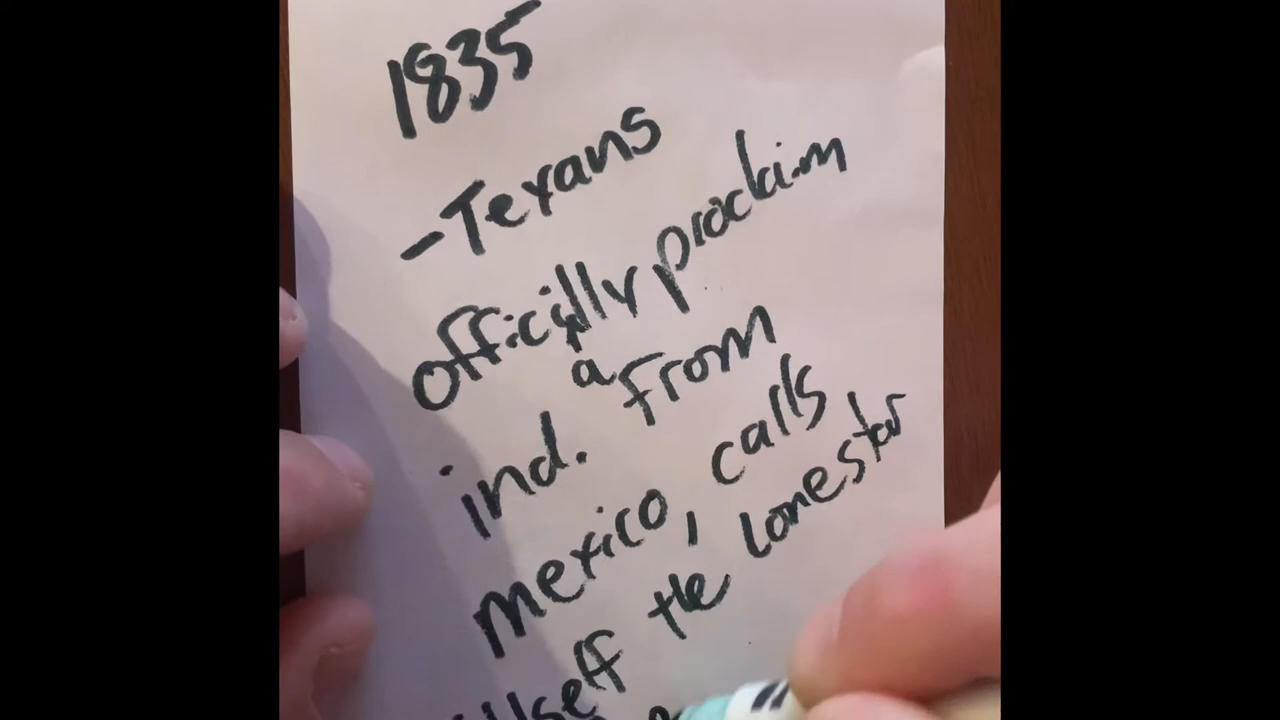 1835
-Texans
officially proclaim
ind. from
mexico, calls
itself the lonestar